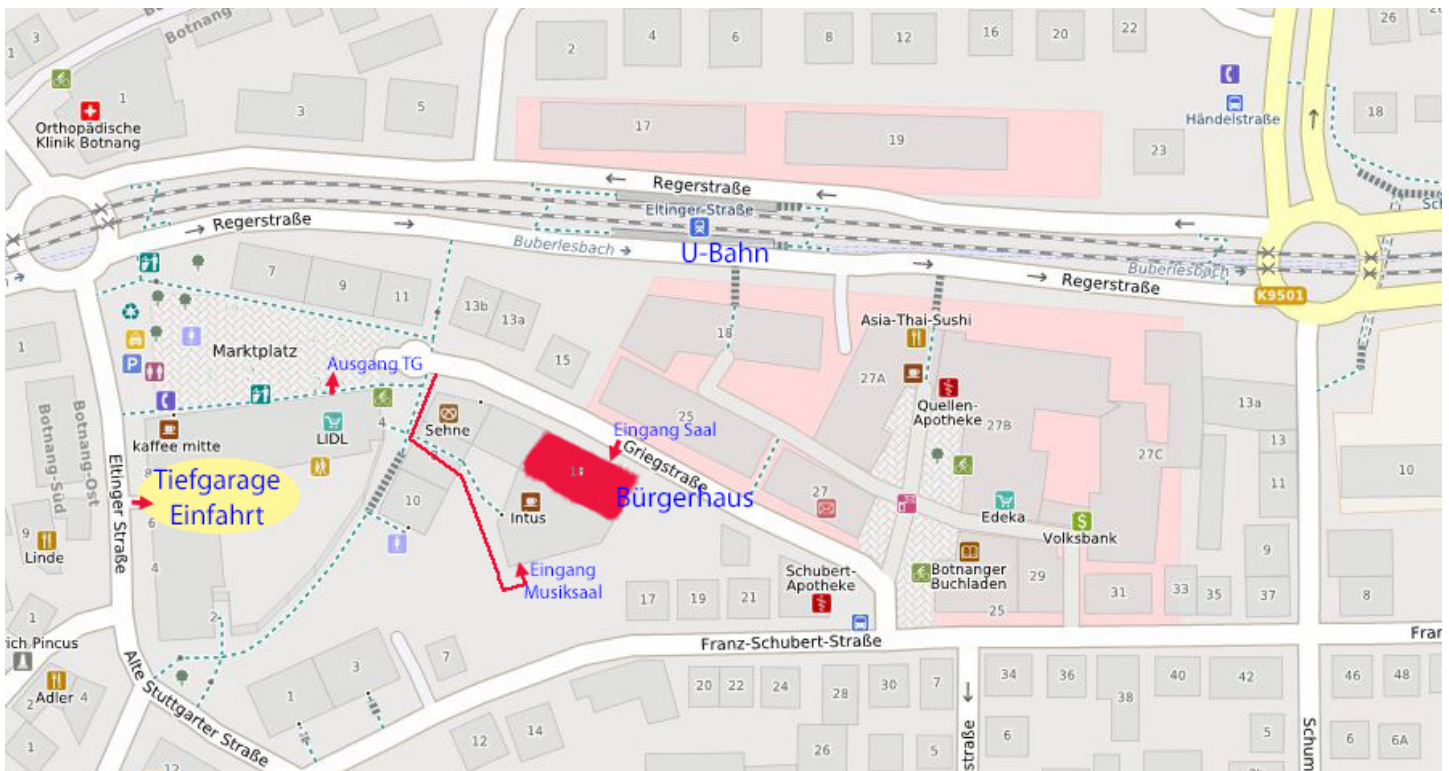 Botnang
Botnang
1
3
1
Orthopädische
Klinik Botnang
3
5
2
4
6
8
12
16
20
22
26
17
19
23
18
Händelstraße
Regerstraße
Eltinger Straße
U-Bahn
Regerstraße
Buberlesbach
Buberlesbach
Regerstraße
K9501
7
9
11
13b
13a
15
18
Asia-Thai-Sushi
27A
Quellen-
Apotheke
27B
27C
13a
13
11
10
Marktplatz
Ausgang TG
1
P
kaffee mitte
LIDL
4
Sehne
25
Eingang Saal
Griegstraße
Bürgerhaus
27
Edeka
S
Volksbank
Botnang-Süd
Botnang-Ost
Eltinger Straße
8
Tiefgarage
Einfahrt
6
4
2
10
Intus
Eingang
Musiksaal
9
Linde
1
rich Pincus
Adler
2
4
1
Schubert-
Apotheke
17
19
21
Botnanger
Buchladen
29
25
31
33
35
37
9
8
Franz-Schubert-Straße
Fran
Alte Stuttgarter Straße
1
3
7
12
14
20
22
24
28
30
7
26
5
34
36
38
40
42
46
48
6
5
6
6A
straße
Schum
12